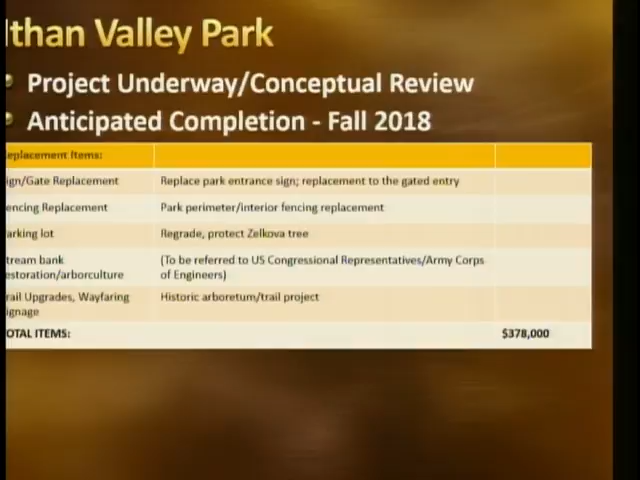 Ithan Valley Park
Project Underway/Conceptual Review
Anticipated Completion - Fall 2018
eplacement Items:
ign/Gate Replacement Replace park entrance sign; replacement to the gated entry
encing Replacement Park perimeter/interior fencing replacement
arking lot Regrade, protect Zelkova tree
tream bank (To be referred to US Congressional Representatives/Army Corps
estoration/arborculture of Engineers)
rail Upgrades, Wayfaring Historic arboretum/trail project
ignage
OTAL ITEMS: $378,000